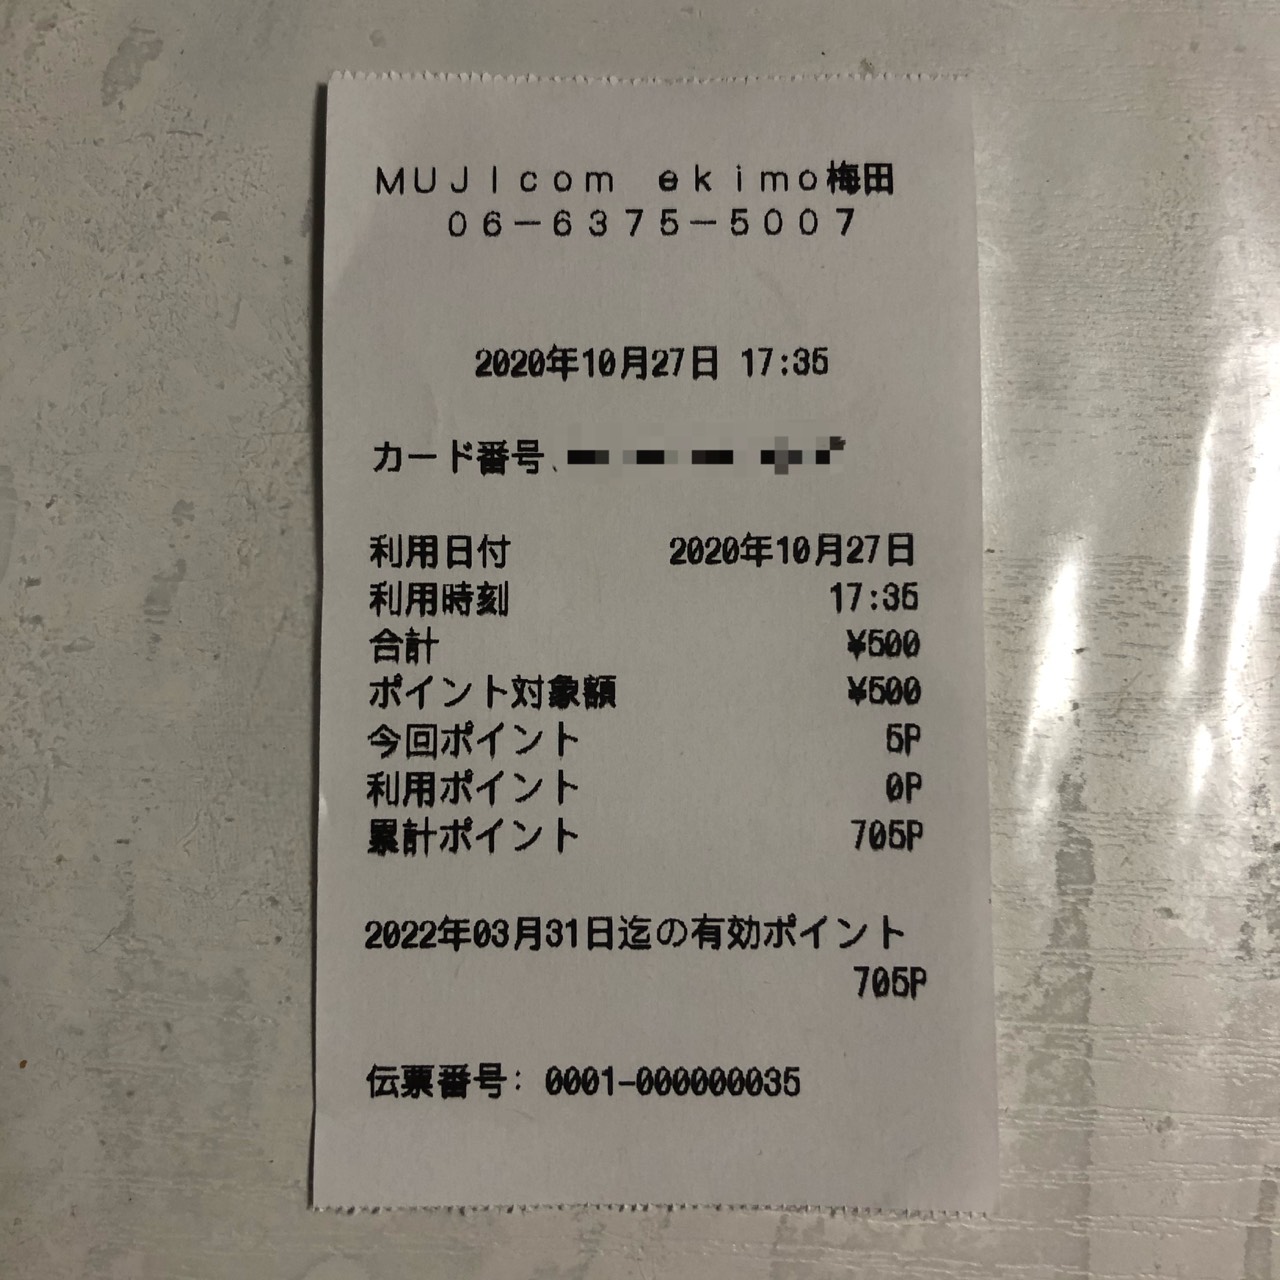 MUJIcom ekimo梅田
06-6375-5007
2020年10月27日 17:35
カード番号
利用日付 2020年10月27日
利用時刻 17:35
合計 ¥500
ポイント対象額 ¥500
今回ポイント 5P
利用ポイント 0P
累計ポイント 705P
2022年03月31日迄の有効ポイント
705P
伝票番号: 0001-000000035